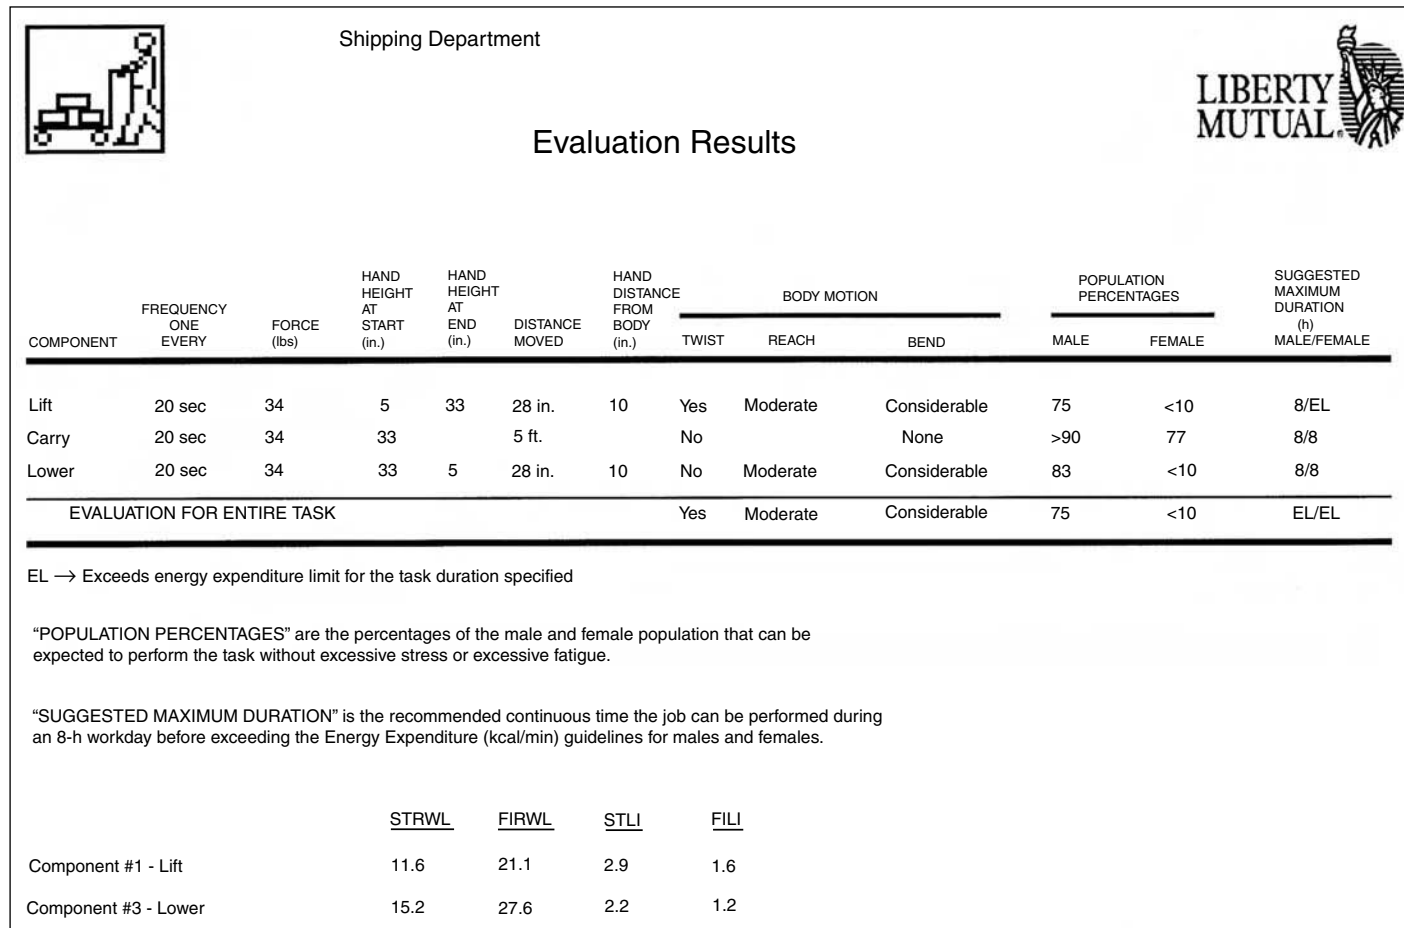 Shipping Department
LIBERTY
MUTUAL®
Evaluation Results
COMPONENT
FREQUENCY
ONE
EVERY
FORCE
(lbs)
HAND
HEIGHT
AT
START
(in.)
HAND
HEIGHT
AT
END
(in.)
DISTANCE
MOVED
HAND
DISTANCE
FROM
BODY
(in.)
BODY MOTION
TWIST REACH BEND
POPULATION
PERCENTAGES
MALE FEMALE
SUGGESTED
MAXIMUM
DURATION
(h)
MALE/FEMALE
Lift 20 sec 34 5 33 28 in. 10 Yes Moderate Considerable 75 <10 8/EL
Carry 20 sec 34 33 5 ft. No None >90 77 8/8
Lower 20 sec 34 33 5 28 in. 10 No Moderate Considerable 83 <10 8/8
EVALUATION FOR ENTIRE TASK Yes Moderate Considerable 75 <10 EL/EL
EL → Exceeds energy expenditure limit for the task duration specified
“POPULATION PERCENTAGES” are the percentages of the male and female population that can be
expected to perform the task without excessive stress or excessive fatigue.
“SUGGESTED MAXIMUM DURATION” is the recommended continuous time the job can be performed during
an 8-h workday before exceeding the Energy Expenditure (kcal/min) guidelines for males and females.
STRWL FIRWL STLI FILI
Component #1 - Lift 11.6 21.1 2.9 1.6
Component #3 - Lower 15.2 27.6 2.2 1.2